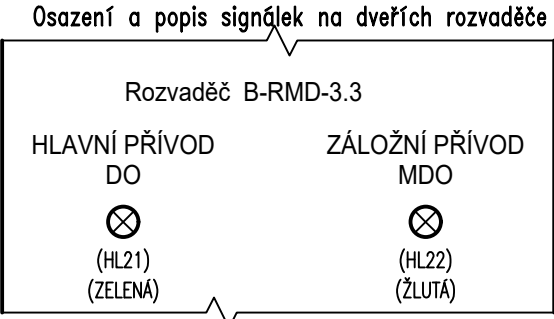 Osazení a popis signálek na dveřích rozvaděče
Rozvaděč B-RMD-3.3
HLAVNÍ PŘÍVOD
DO
(HL21)
(ZELENÁ)
ZÁLOŽNÍ PŘÍVOD
MDO
(HL22)
(ŽLUTÁ)